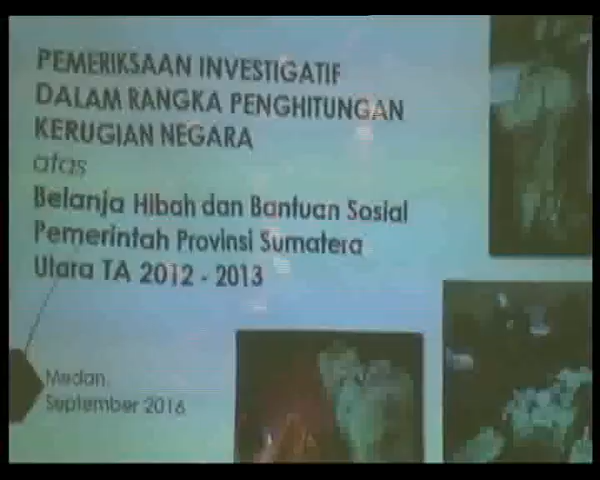 PEMERIKSAAN INVESTIGATIF
DALAM RANGKA PENGHITUNGAN
KERUGIAN NEGARA
atas
Belanja Hibah dan Bantuan Sosial
Pemerintah Provinsi Sumatera
Utara TA 2012 - 2013
Medan,
September 2016